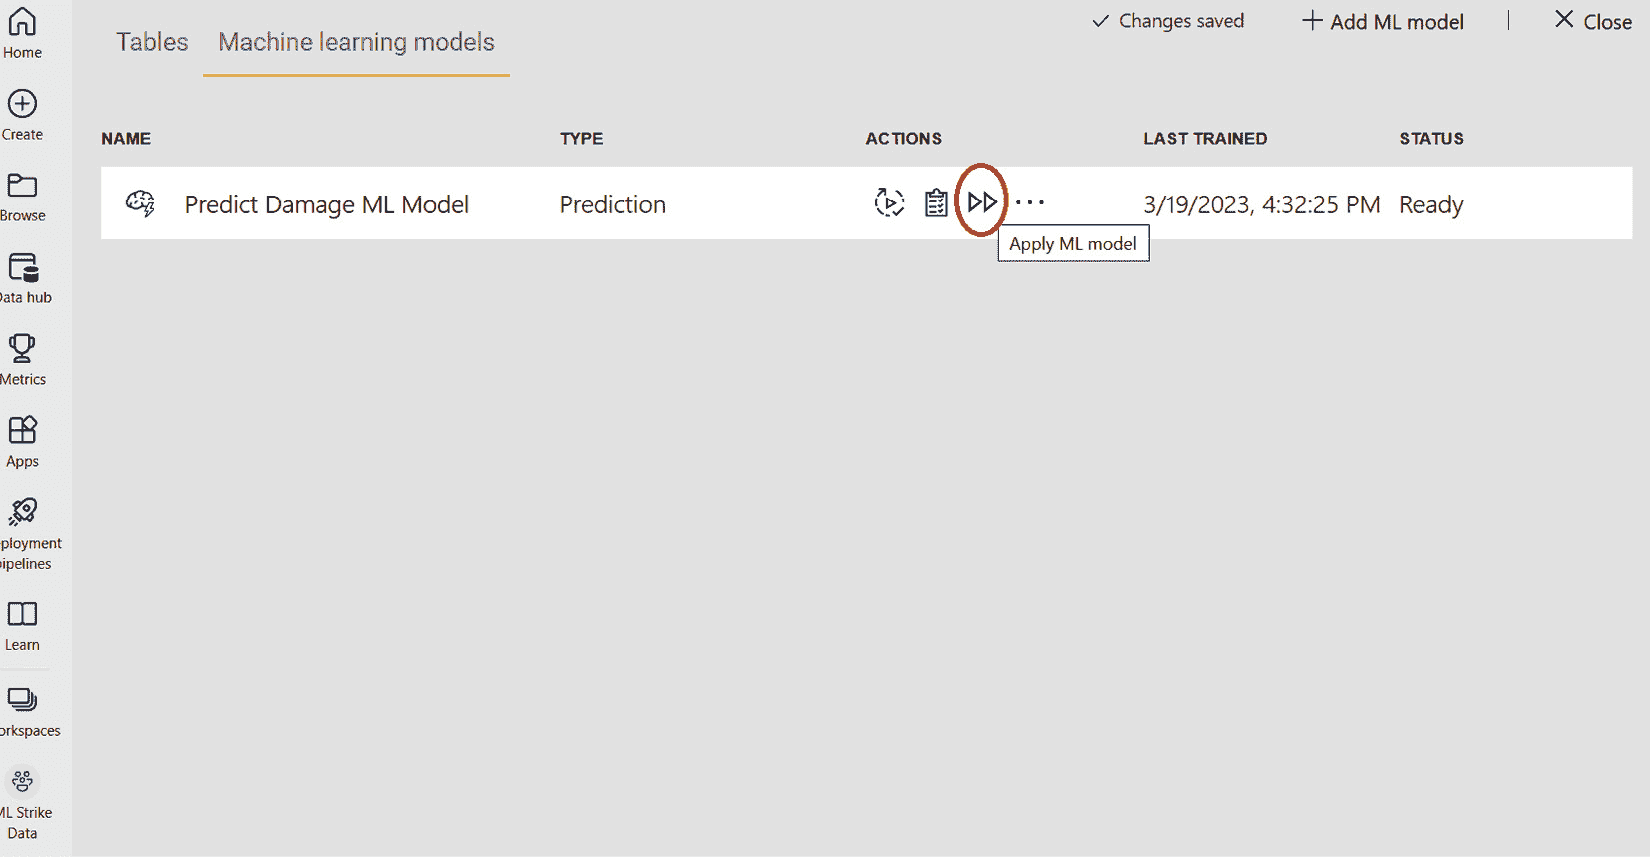 Home
Create
Browse
Data hub
Metrics
Apps
ployment
ipelines
Learn
orkspaces
ML Strike
Data
Tables Machine learning models
Changes saved Add ML model Close
NAME TYPE ACTIONS LAST TRAINED STATUS
Predict Damage ML Model Prediction 3/19/2023, 4:32:25 PM Ready
Apply ML model